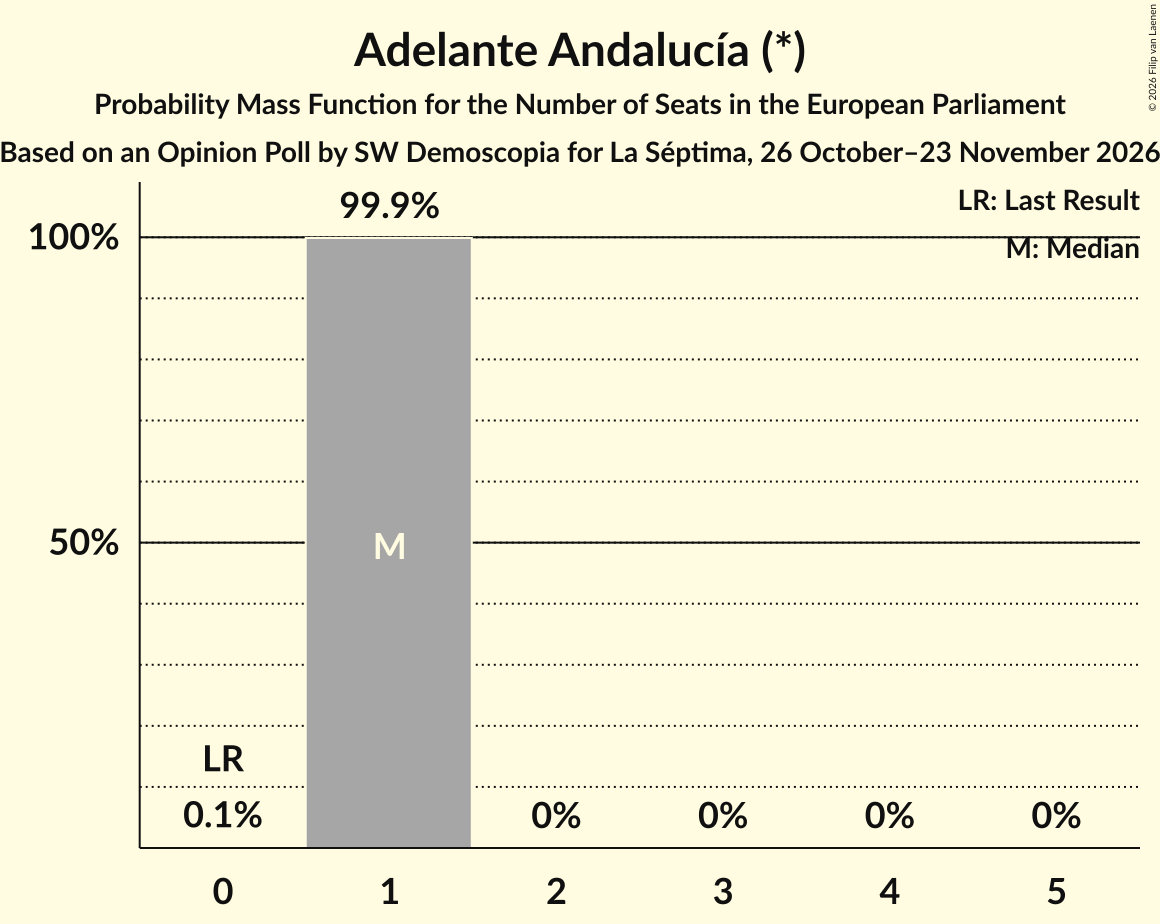 Adelante Andalucía (*)
Probability Mass Function for the Number of Seats in the European Parliament
Based on an Opinion Poll by SW Demoscopia for La Séptima, 26 October–23 November 2026
© 2026 Filip van Laenen
LR: Last Result
M: Median
99.9%
100%
50%
M
LR
0.1%
0%
0%
0%
0%
0
1
2
3
4
5